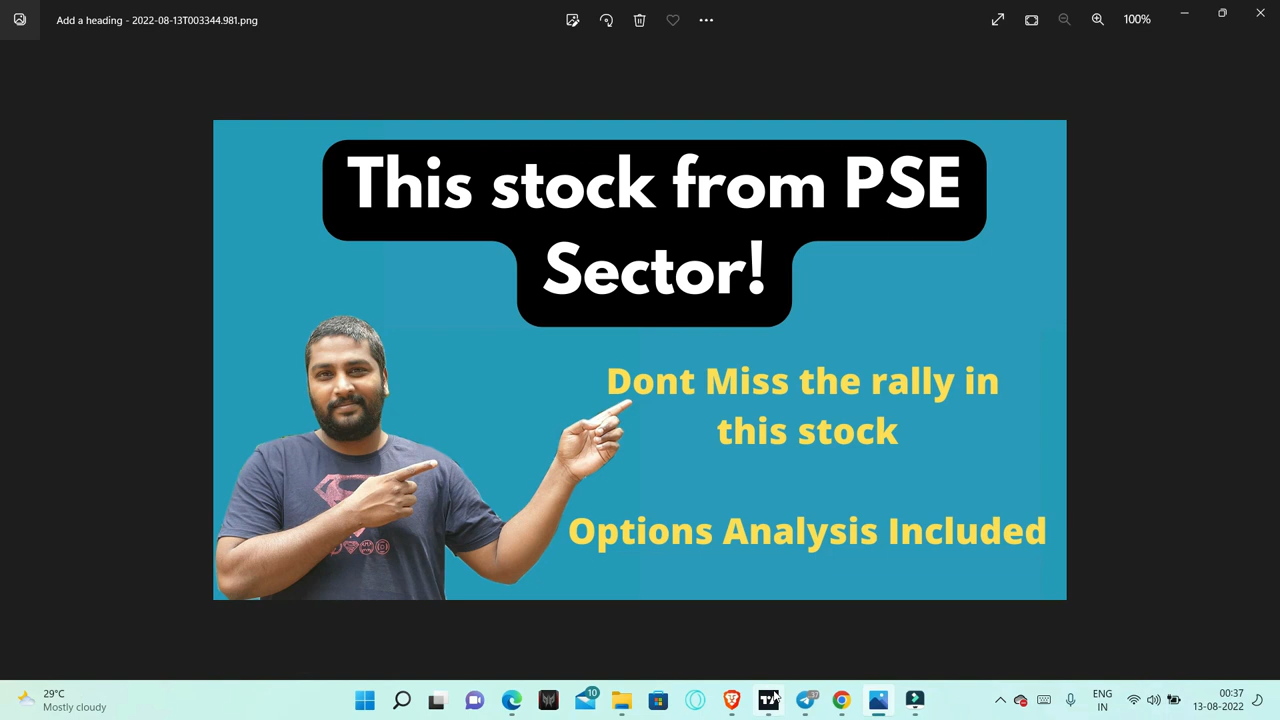 Add a heading - 2022-08-13T003344.981.png
100%
This stock from PSE
Sector!
Dont Miss the rally in
this stock
Options Analysis Included
29°C
Mostly cloudy
10
ENG
IN
00:37
13-08-2022